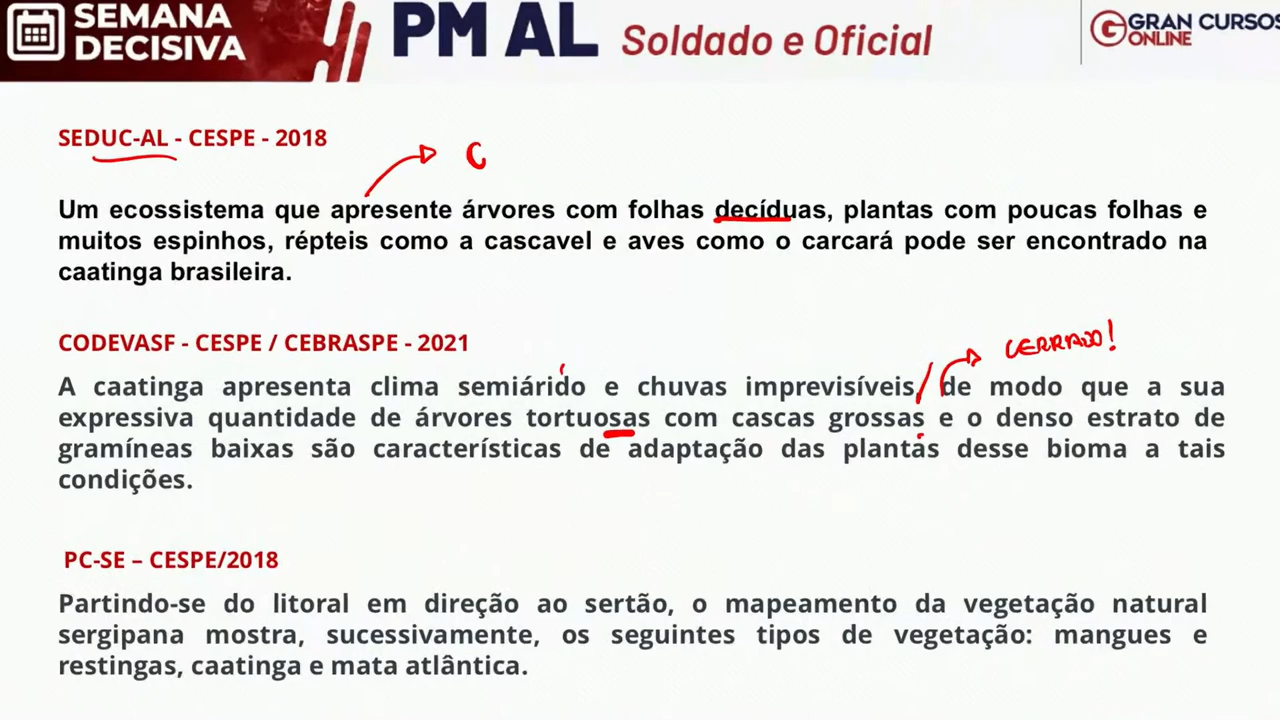 SEMANA
DECISIVA
PM AL Soldado e Oficial
GRAN CURSOS
ONLINE
SEDUC-AL - CESPE - 2018
C
Um ecossistema que apresente árvores com folhas decíduas, plantas com poucas folhas e
muitos espinhos, répteis como a cascavel e aves como o carcará pode ser encontrado na
caatinga brasileira.
CODEVASF - CESPE / CEBRASPE - 2021
CERRADO!
A caatinga apresenta clima semiárido e chuvas imprevisíveis, de modo que a sua
expressiva quantidade de árvores tortuosas com cascas grossas e o denso estrato de
gramíneas baixas são características de adaptação das plantas desse bioma a tais
condições.
PC-SE – CESPE/2018
Partindo-se do litoral em direção ao sertão, o mapeamento da vegetação natural
sergipana mostra, sucessivamente, os seguintes tipos de vegetação: mangues e
restingas, caatinga e mata atlântica.